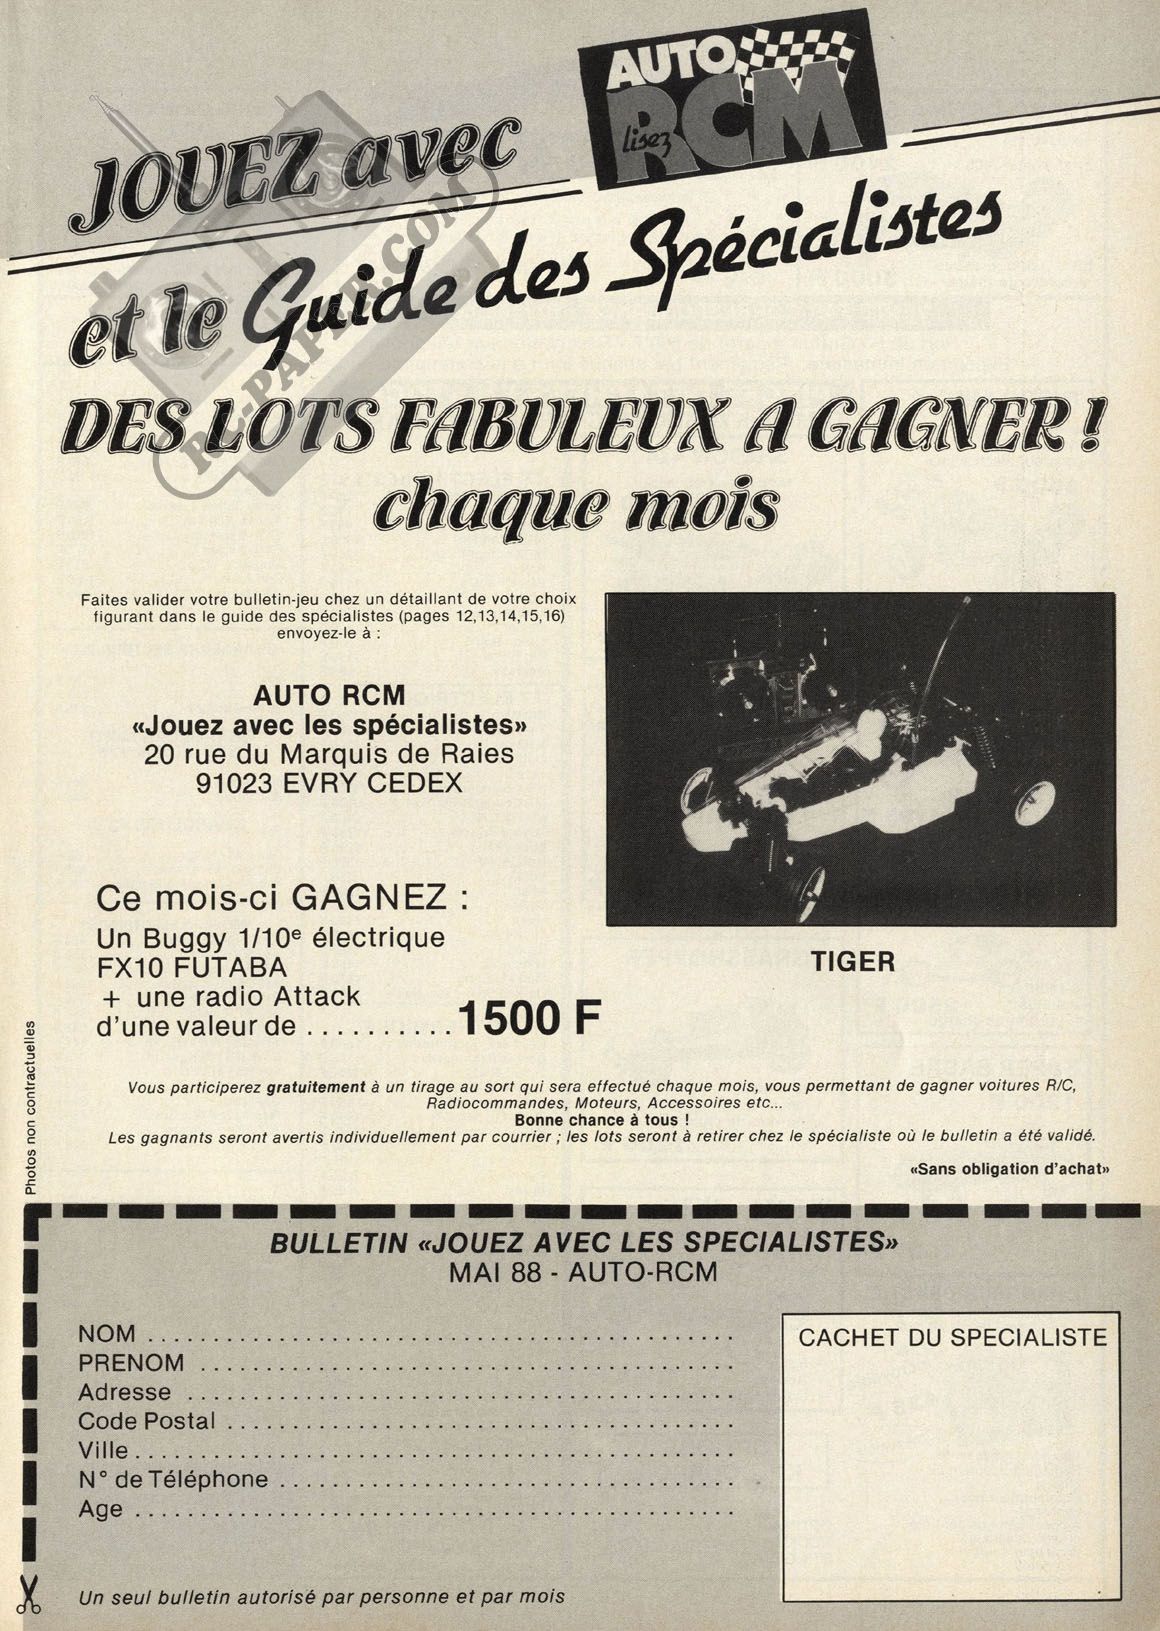 AUTO
lisez RCM
JOUEZ avec
et le Guide des Spécialistes
RC-PAPER.COM
DES LOTS FABULEUX A GAGNER !
chaque mois
Faites valider votre bulletin-jeu chez un détaillant de votre choix
figurant dans le guide des spécialistes (pages 12,13,14,15,16)
envoyez-le à :
AUTO RCM
«Jouez avec les spécialistes»
20 rue du Marquis de Raies
91023 EVRY CEDEX
Ce mois-ci GAGNEZ :
Un Buggy 1/10e électrique
FX10 FUTABA
+ une radio Attack
d'une valeur de .......... 1500 F
TIGER
Photos non contractuelles
Vous participerez gratuitement à un tirage au sort qui sera effectué chaque mois, vous permettant de gagner voitures R/C,
Radiocommandes, Moteurs, Accessoires etc...
Bonne chance à tous !
Les gagnants seront avertis individuellement par courrier ; les lots seront à retirer chez le spécialiste où le bulletin a été validé.
«Sans obligation d'achat»
BULLETIN «JOUEZ AVEC LES SPECIALISTES»
MAI 88 - AUTO-RCM
NOM
PRENOM
Adresse
Code Postal
Ville
N° de Téléphone
Age
CACHET DU SPECIALISTE
Un seul bulletin autorisé par personne et par mois